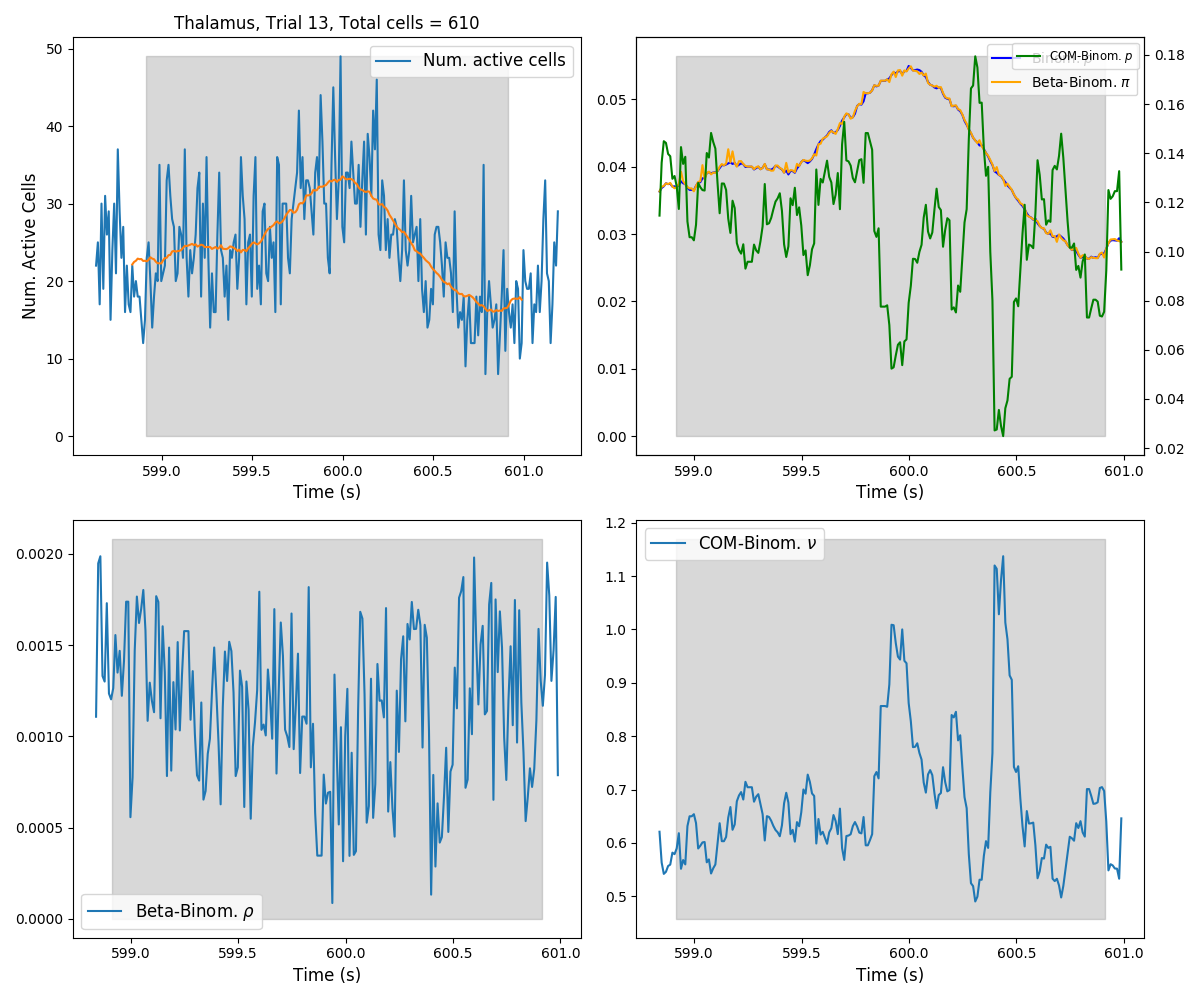 Thalamus, Trial 13, Total cells = 610
Num. Active Cells
50
40
30
20
10
0
Num. active cells
599.0 599.5 600.0 600.5 601.0
Time (s)
0.05
0.04
0.03
0.02
0.01
0.00
COM-Binom. p
Beta-Binom. π
0.18
0.16
0.14
0.12
0.10
0.08
0.06
0.04
0.02
599.0 599.5 600.0 600.5 601.0
Time (s)
0.0020
0.0015
0.0010
0.0005
0.0000
Beta-Binom. ρ
599.0 599.5 600.0 600.5 601.0
Time (s)
1.2
1.1
1.0
0.9
0.8
0.7
0.6
0.5
COM-Binom. ν
599.0 599.5 600.0 600.5 601.0
Time (s)